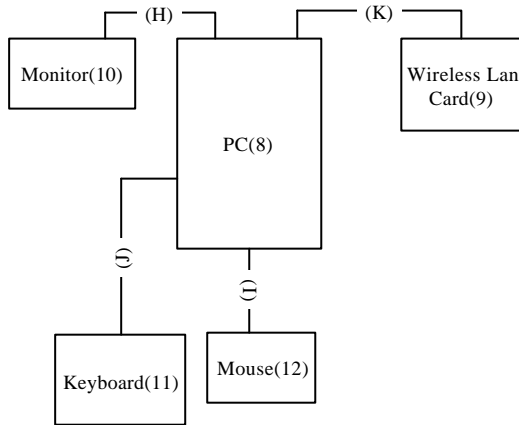 (H)
(K)
Monitor(10)
Wireless Lan
Card(9)
PC(8)
(J)
(I)
Keyboard(11)
Mouse(12)